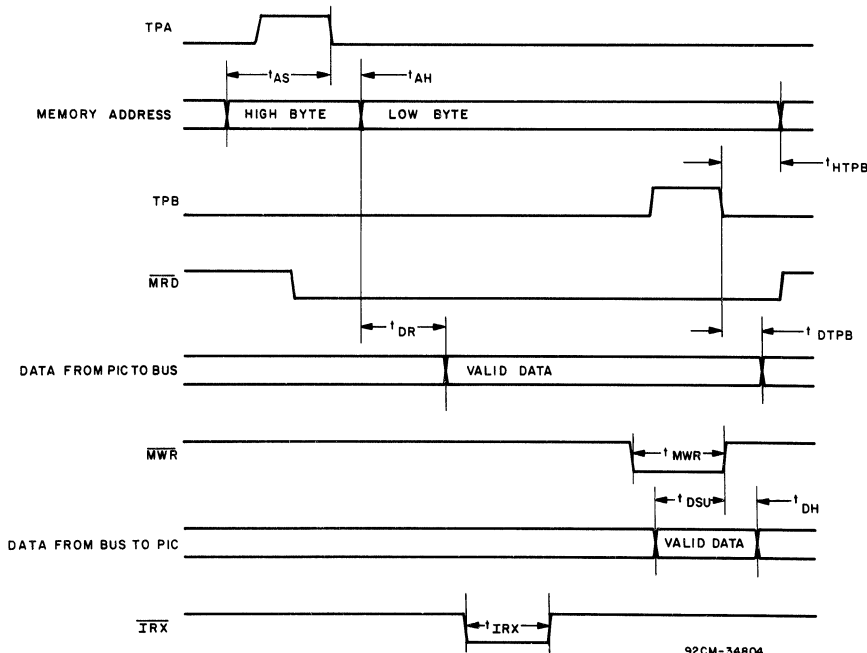 TPA
tAS
tAH
MEMORY ADDRESS
HIGH BYTE
LOW BYTE
tHTPB
TPB
MRD
tDR
tDTPB
DATA FROM PIC TO BUS
VALID DATA
MWR
tMWR
tDSU
tDH
DATA FROM BUS TO PIC
VALID DATA
IRX
tIRX
92CM-34804